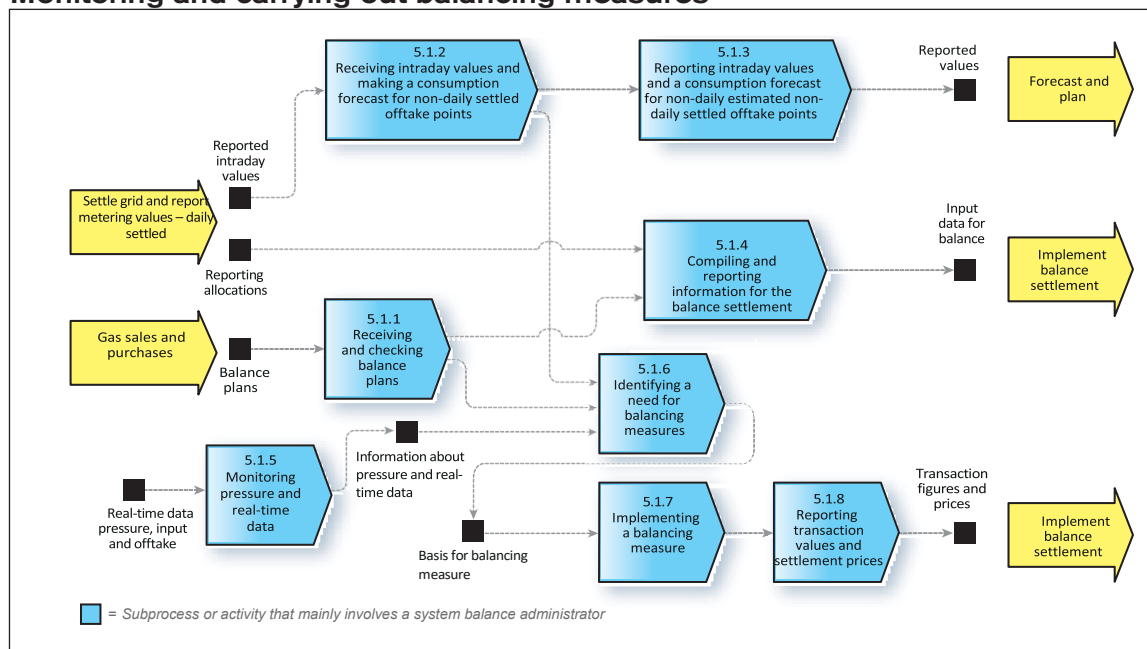 Monitoring and carrying out balancing measures
5.1.2
Receiving intraday values and
making a consumption
forecast for non-daily settled
offtake points
5.1.3
Reporting intraday values
and a consumption forecast
for non-daily estimated non-
daily settled offtake points
Reported
values
Forecast and
plan
Reported
intraday
values
Settle grid and report
metering values – daily
settled
Reporting
allocations
5.1.4
Compiling and
reporting
information for the
balance settlement
Input
data for
balance
Implement
balance
settlement
Gas sales and
purchases
Balance
plans
5.1.1
Receiving
and checking
balance
plans
5.1.6
Identifying a
need for
balancing
measures
Information about
pressure and real-
time data
5.1.5
Monitoring
pressure and
real-time
data
Real-time data
pressure, input
and offtake
Basis for balancing
measure
5.1.7
Implementing
a balancing
measure
5.1.8
Reporting
transaction
values and
settlement prices
Transaction
figures and
prices
Implement
balance
settlement
= Subprocess or activity that mainly involves a system balance administrator